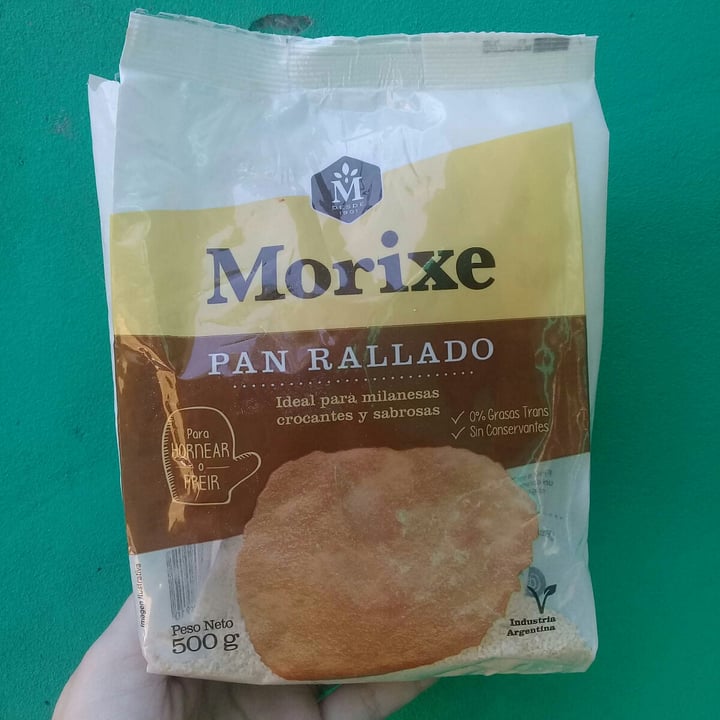 M
DESDE
1901
Morixe
PAN RALLADO
Ideal para milanesas
crocantes y sabrosas
✓ 0% Grasas Trans
✓ Sin Conservantes
Para
HORNEAR
o
FREIR
Imagen Ilustrativa
Peso Neto
500 g
Industria
Argentina